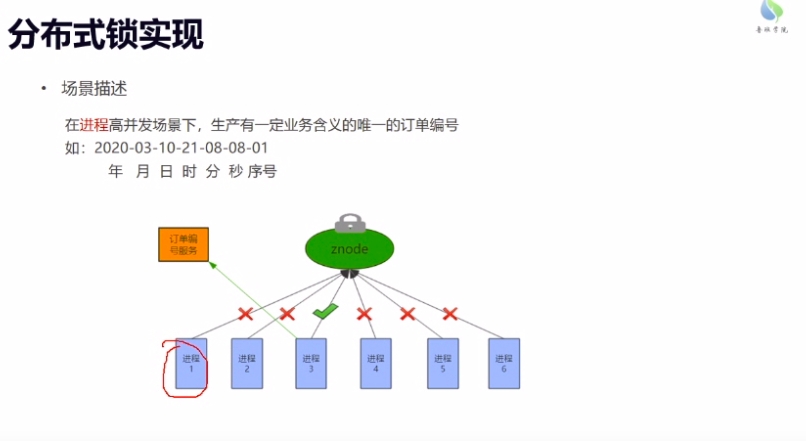 分布式锁实现
鲁班学院
• 场景描述
在进程高并发场景下，生产有一定业务含义的唯一的订单编号
如：2020-03-10-21-08-08-01
年 月 日 时 分 秒 序号
订单编
号服务
znode
进程
1
进程
2
进程
3
进程
4
进程
5
进程
6